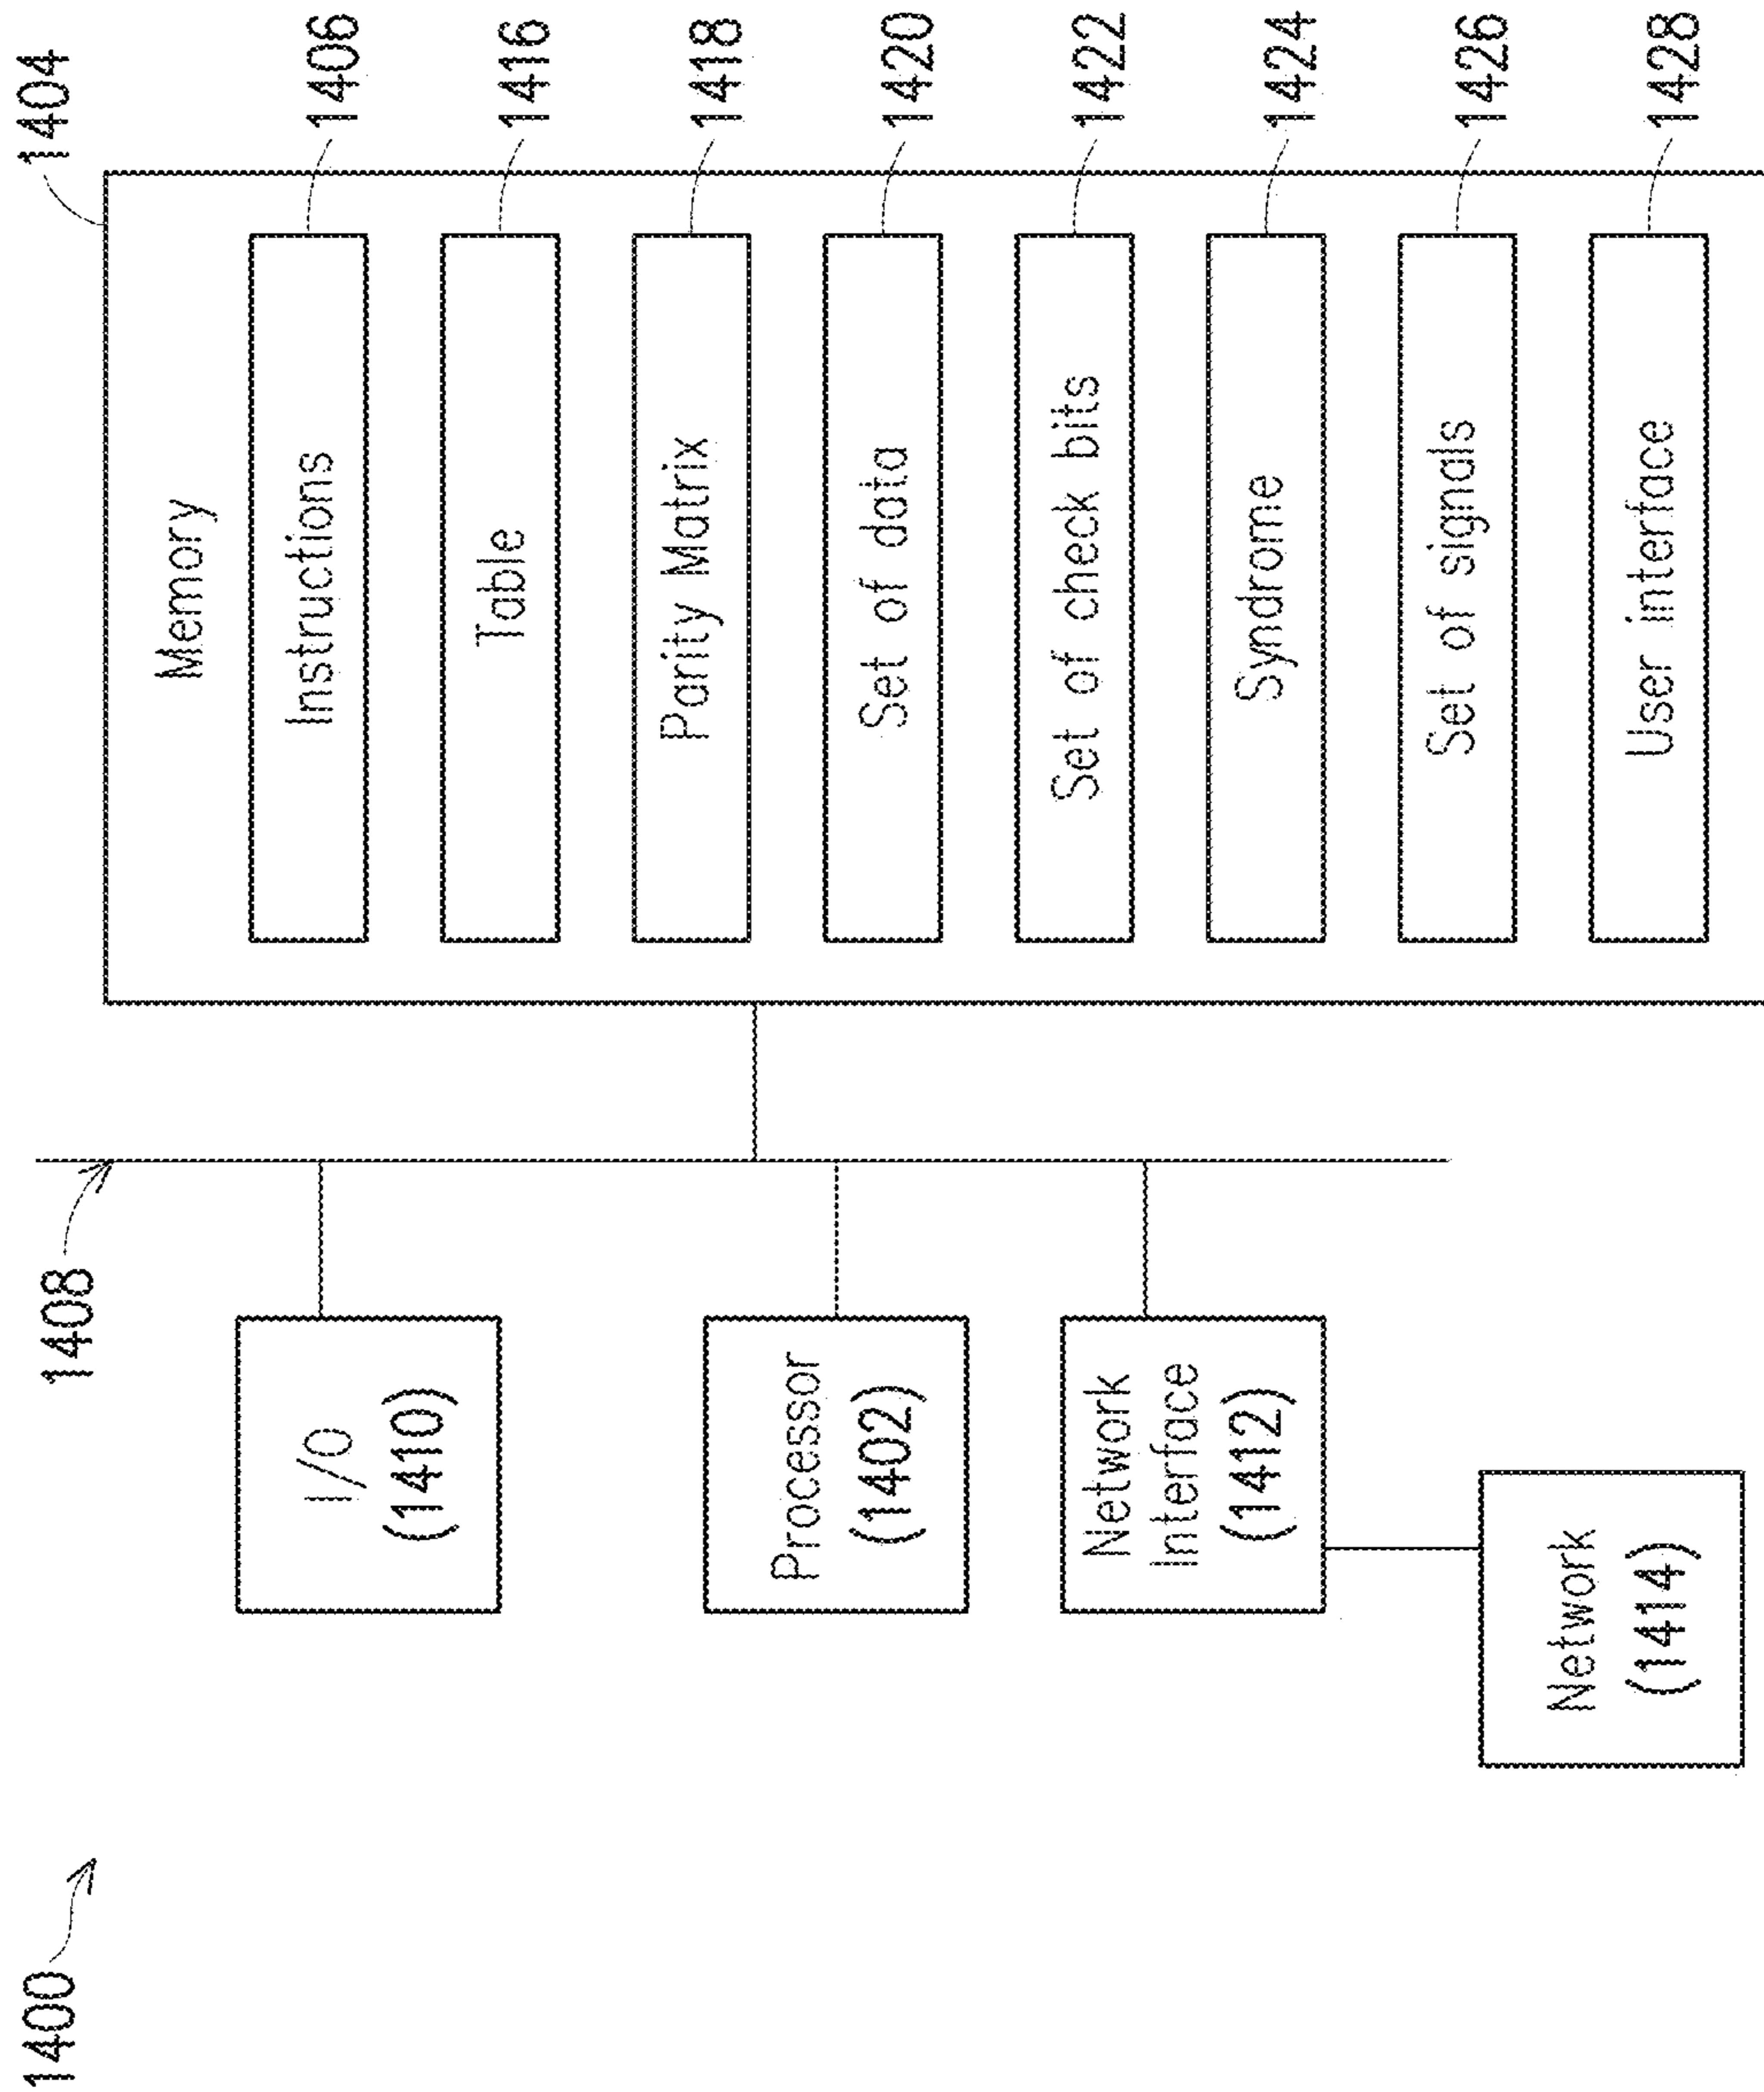 1400
1408
1404
I/O
(1410)
Processor
(1402)
Network
Interface
(1412)
Network
(1414)
Memory
Instructions
1406
Table
1416
Parity Matrix
1418
Set of data
1420
Set of check bits
1422
Syndrome
1424
Set of signals
1426
User interface
1428